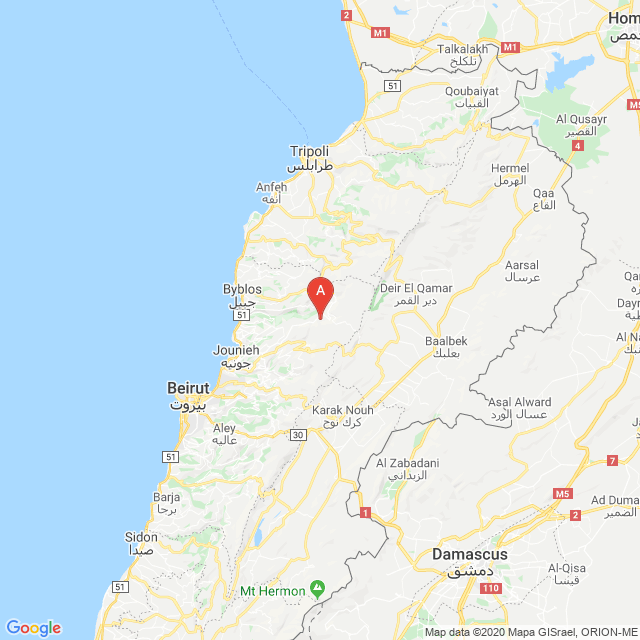 Hom
حمص
2
M1
Talkalakh
تلكلخ
M1
51
Qoubaiyat
القبيات
M5
Al Qusayr
القصير
4
Tripoli
طرابلس
Hermel
الهرمل
Anfeh
أنفه
Qaa
القاع
Aarsal
عرسال
Byblos
جبيل
A
Deir El Qamar
دير القمر
51
Dayr
Al Na
Baalbek
بعلبك
Jounieh
جونية
Beirut
بيروت
Asal Alward
عسال الورد
Karak Nouh
كرك نوح
Aley
عاليه
30
51
Al Zabadani
الزبداني
7
M5
Barja
برجا
Ad Duma
الضمير
1
2
Sidon
صيدا
Damascus
دمشق
Al-Qisa
قيسا
51
Mt Hermon
110
Google
Map data ©2020 Mapa GISrael, ORION-ME